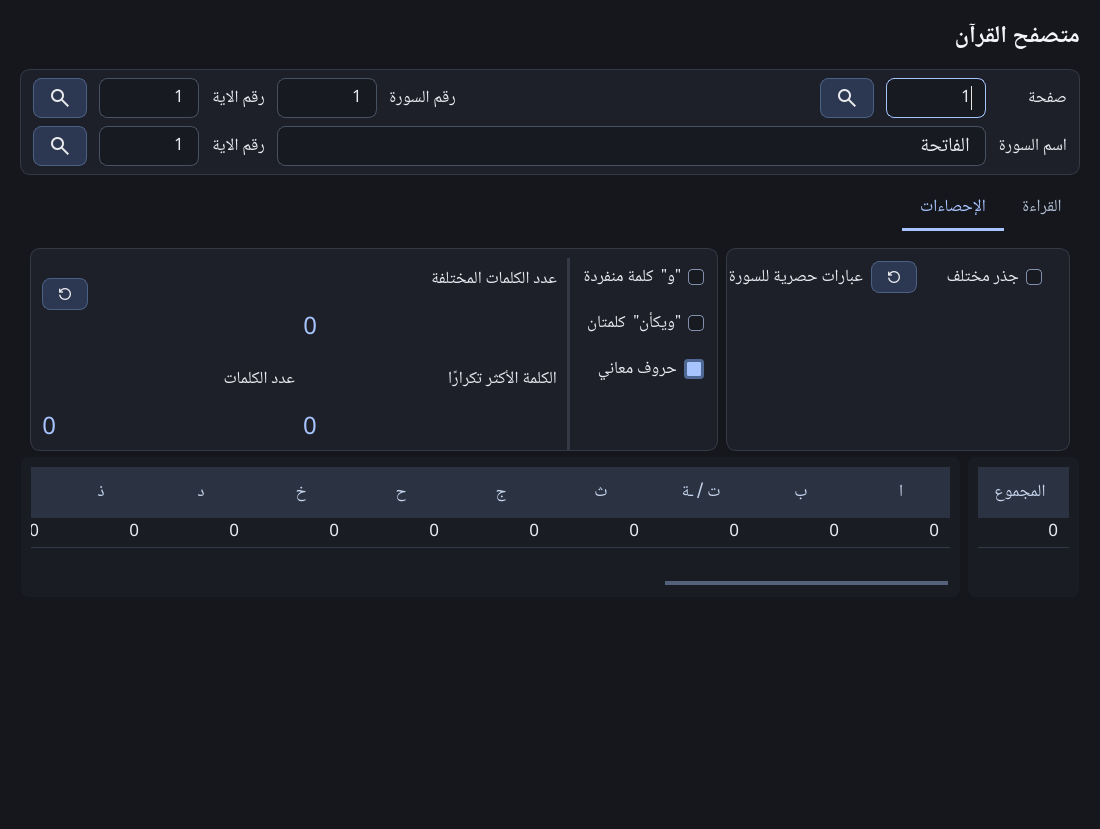 متصفح القرآن
صفحة 1 رقم السورة 1 رقم الاية 1
اسم السورة الفاتحة رقم الاية 1
القراءة الإحصاءات
جذر مختلف عبارات حصرية للسورة
"و" كلمة منفردة
"ويكأن" كلمتان
حروف معاني
عدد الكلمات المختلفة
0
الكلمة الأكثر تكرارًا عدد الكلمات
0 0
المجموع ا ب ت / ـة ث ج ح خ د ذ
0 0 0 0 0 0 0 0 0 0 0